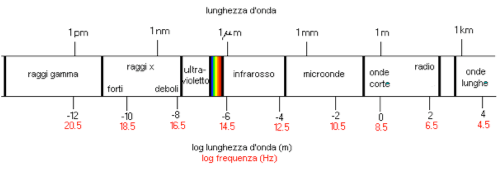 lunghezza d'onda
1pm 1nm 1μm 1mm 1m 1km
raggi gamma raggi x ultra-violetto infrarosso microonde onde corte radio onde lunghe
forti deboli
-12 -10 -8 -6 -4 -2 0 2 4
20.5 18.5 16.5 14.5 12.5 10.5 8.5 6.5 4.5
log lunghezza d'onda (m)
log frequenza (Hz)